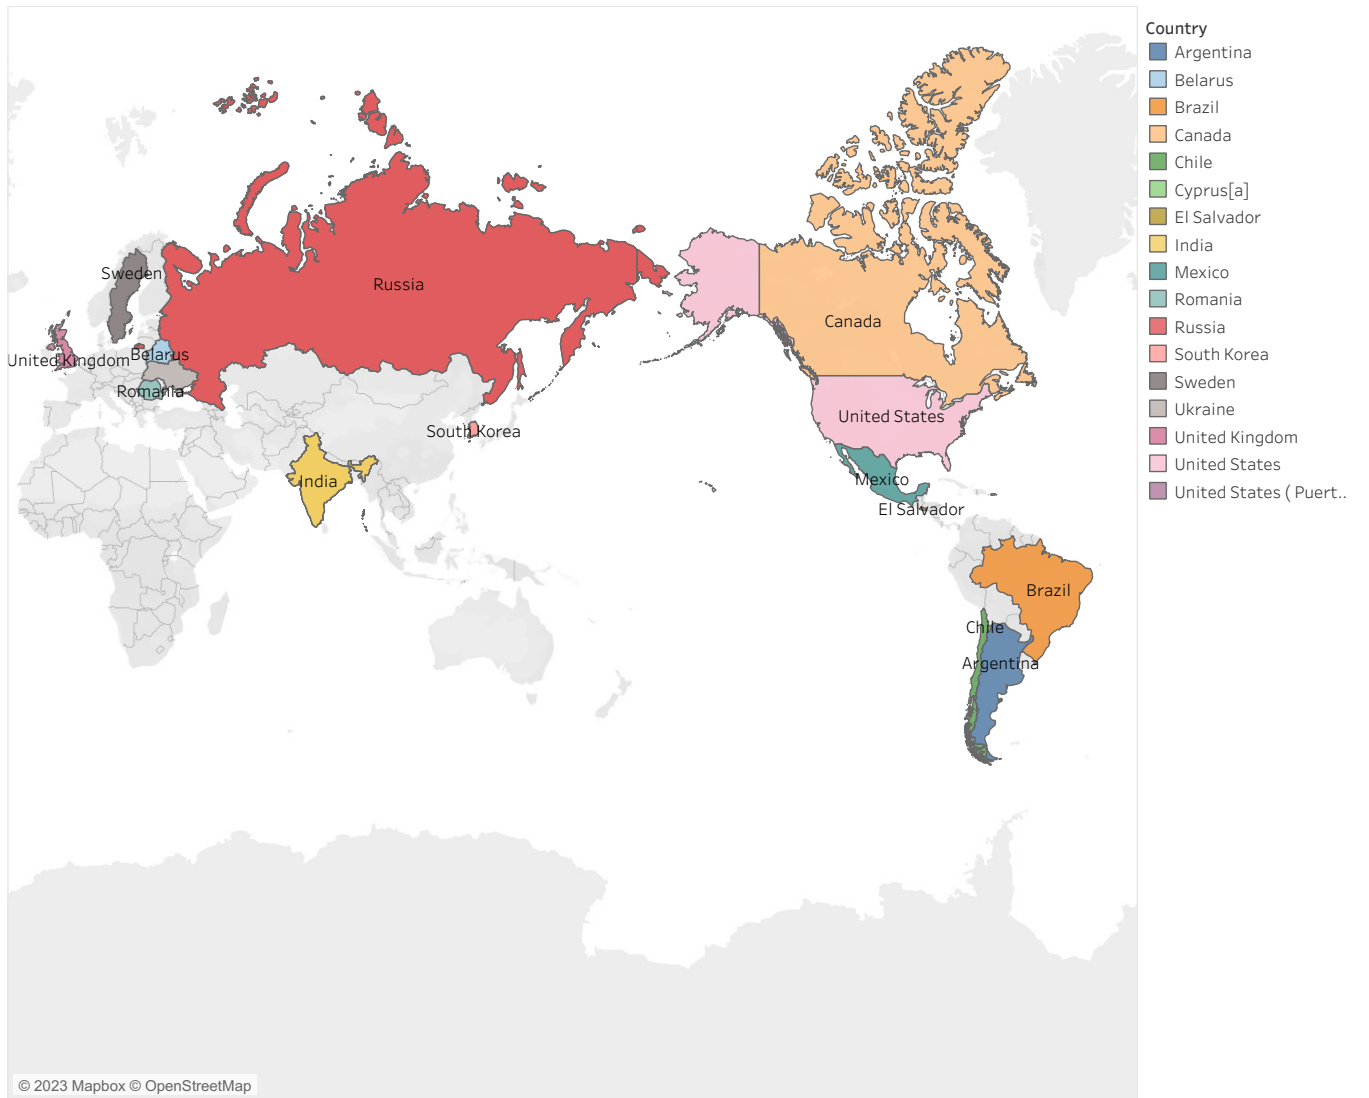 Sweden
Russia
United Kingdom
Belarus
Romania
South Korea
India
Canada
United States
Mexico
El Salvador
Brazil
Chile
Argentina
© 2023 Mapbox © OpenStreetMap
Country
Argentina
Belarus
Brazil
Canada
Chile
Cyprus[a]
El Salvador
India
Mexico
Romania
Russia
South Korea
Sweden
Ukraine
United Kingdom
United States
United States ( Puert..